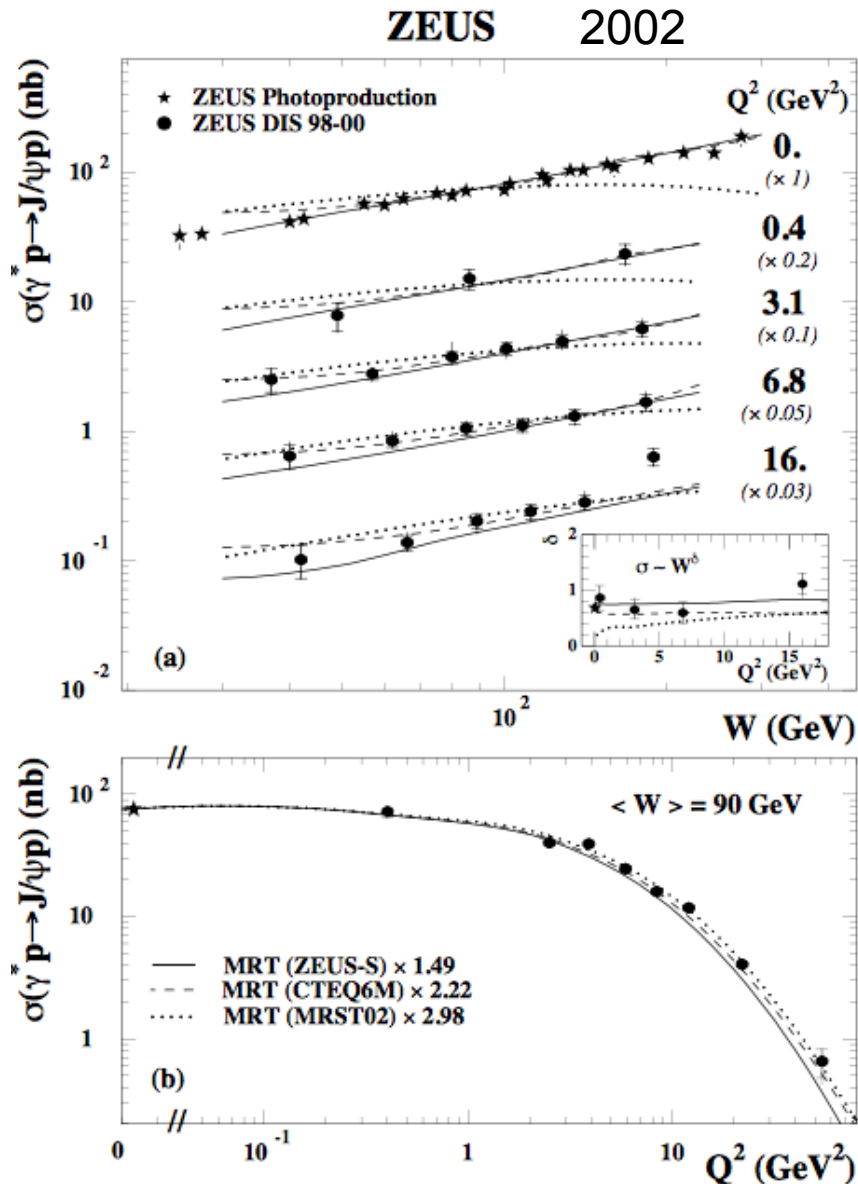 ZEUS 2002
σ(γ* p→J/ψp) (nb)
★ ZEUS Photoproduction
● ZEUS DIS 98-00
Q² (GeV²)
0.
(× 1)
0.4
(× 0.2)
3.1
(× 0.1)
6.8
(× 0.05)
16.
(× 0.03)
10²
10
1
10⁻¹
10⁻²
δ
2
1
0
σ ~ W^δ
0 5 10 15
Q² (GeV²)
(a)
10²
W (GeV)
σ(γ* p→J/ψp) (nb)
10²
10
1
< W > = 90 GeV
MRT (ZEUS-S) × 1.49
MRT (CTEQ6M) × 2.22
MRT (MRST02) × 2.98
(b)
0 10⁻¹ 1 10
Q² (GeV²)